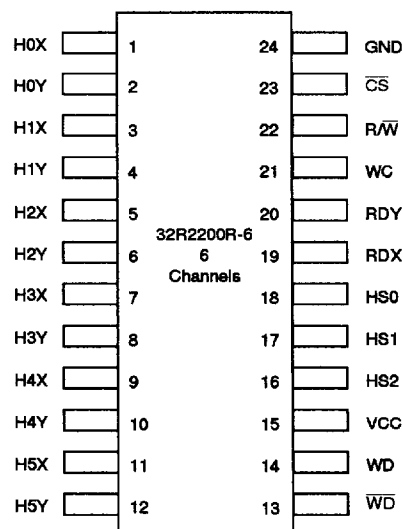 H0X 1 24 GND
H0Y 2 23 C̅S̅
H1X 3 22 R/W̅
H1Y 4 21 WC
H2X 5 20 RDY
32R2200R-6
H2Y 6 6 19 RDX
Channels
H3X 7 18 HS0
H3Y 8 17 HS1
H4X 9 16 HS2
H4Y 10 15 VCC
H5X 11 14 WD
H5Y 12 13 W̅D̅